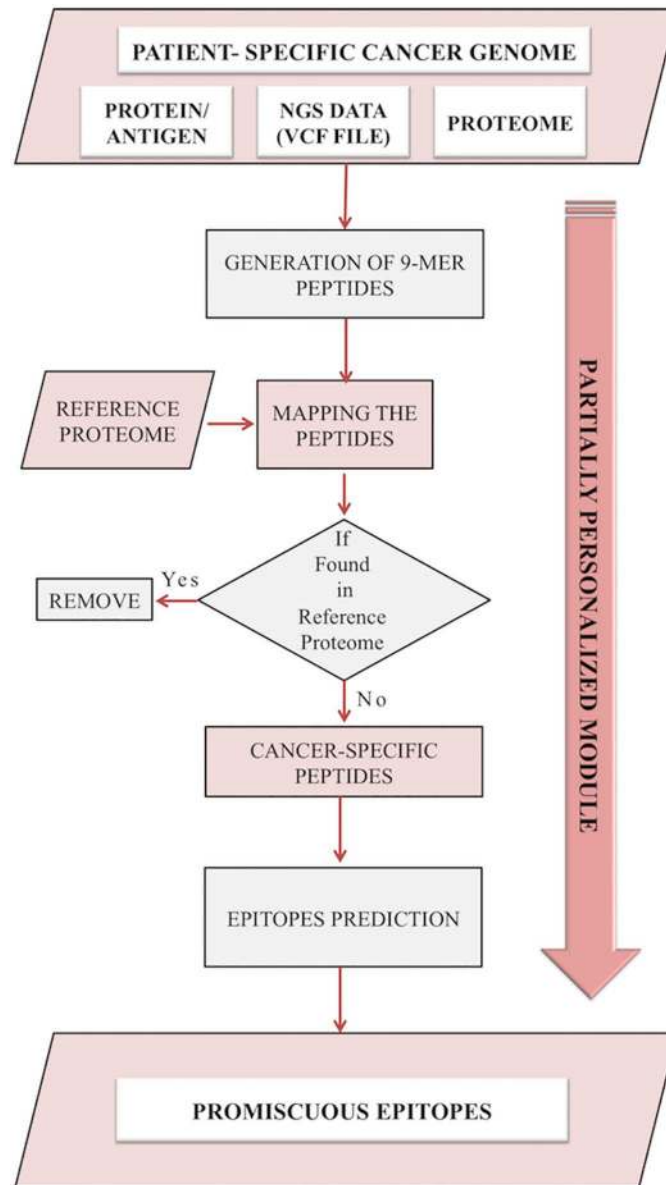 PATIENT- SPECIFIC CANCER GENOME
PROTEIN/
ANTIGEN
NGS DATA
(VCF FILE)
PROTEOME
GENERATION OF 9-MER
PEPTIDES
REFERENCE
PROTEOME
MAPPING THE
PEPTIDES
If
Found
in
Reference
Proteome
Yes
REMOVE
No
CANCER-SPECIFIC
PEPTIDES
EPITOPES PREDICTION
PROMISCUOUS EPITOPES
PARTIALLY PERSONALIZED MODULE